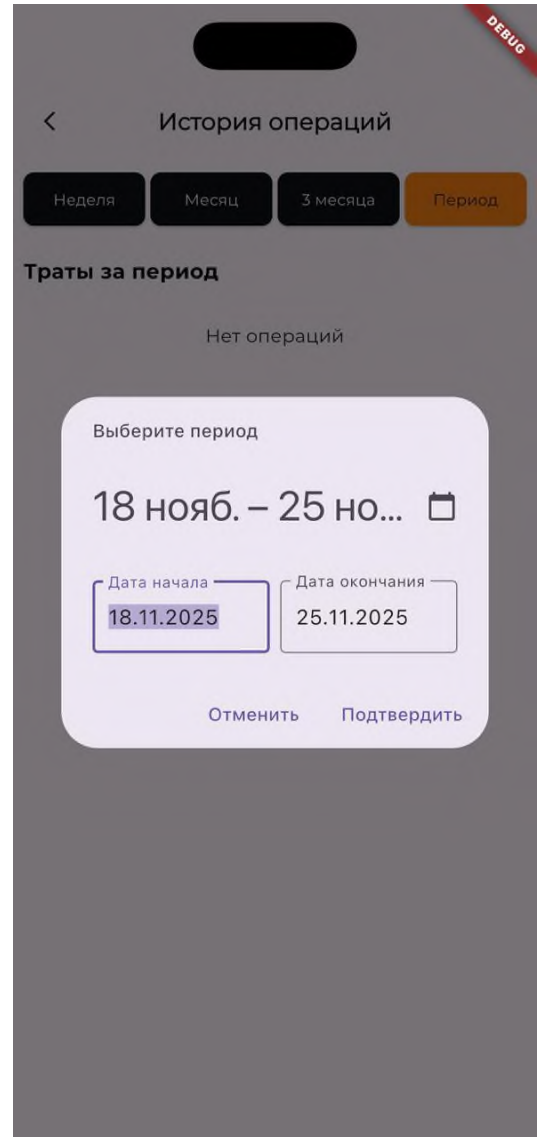 DEBUG
История операций
Неделя Месяц 3 месяца Период
Траты за период
Нет операций
Выберите период
18 нояб. – 25 но...
Дата начала Дата окончания
18.11.2025 25.11.2025
Отменить Подтвердить